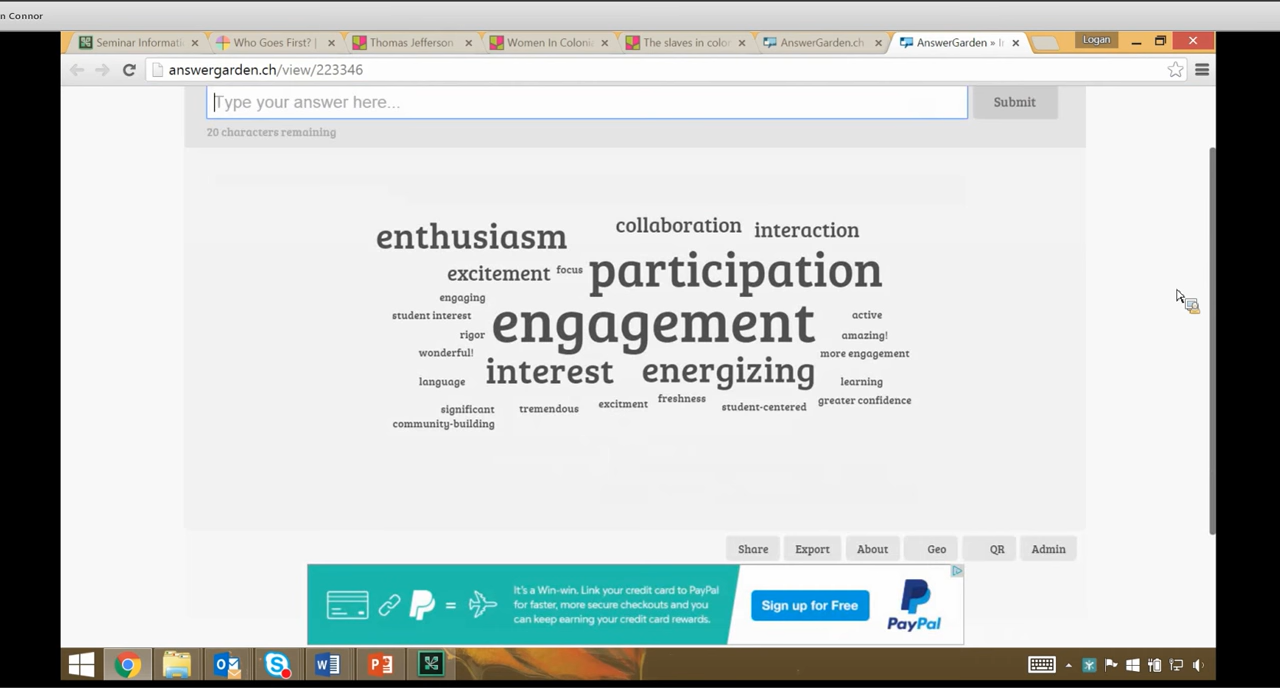 n Connor
Seminar Informati
Who Goes First? |
Thomas Jefferson
Women In Coloni
The slaves in color
AnswerGarden.ch
AnswerGarden » I
Logan
answergarden.ch/view/223346
Type your answer here...
Submit
20 characters remaining
enthusiasm
collaboration
interaction
excitement
focus
participation
engaging
student interest
engagement
active
rigor
amazing!
wonderful!
more engagement
interest
energizing
language
learning
significant
tremendous
excitment
freshness
student-centered
greater confidence
community-building
Share
Export
About
Geo
QR
Admin
It's a Win-win. Link your credit card to PayPal
for faster, more secure checkouts and you
can keep earning your credit card rewards.
Sign up for Free
PayPal